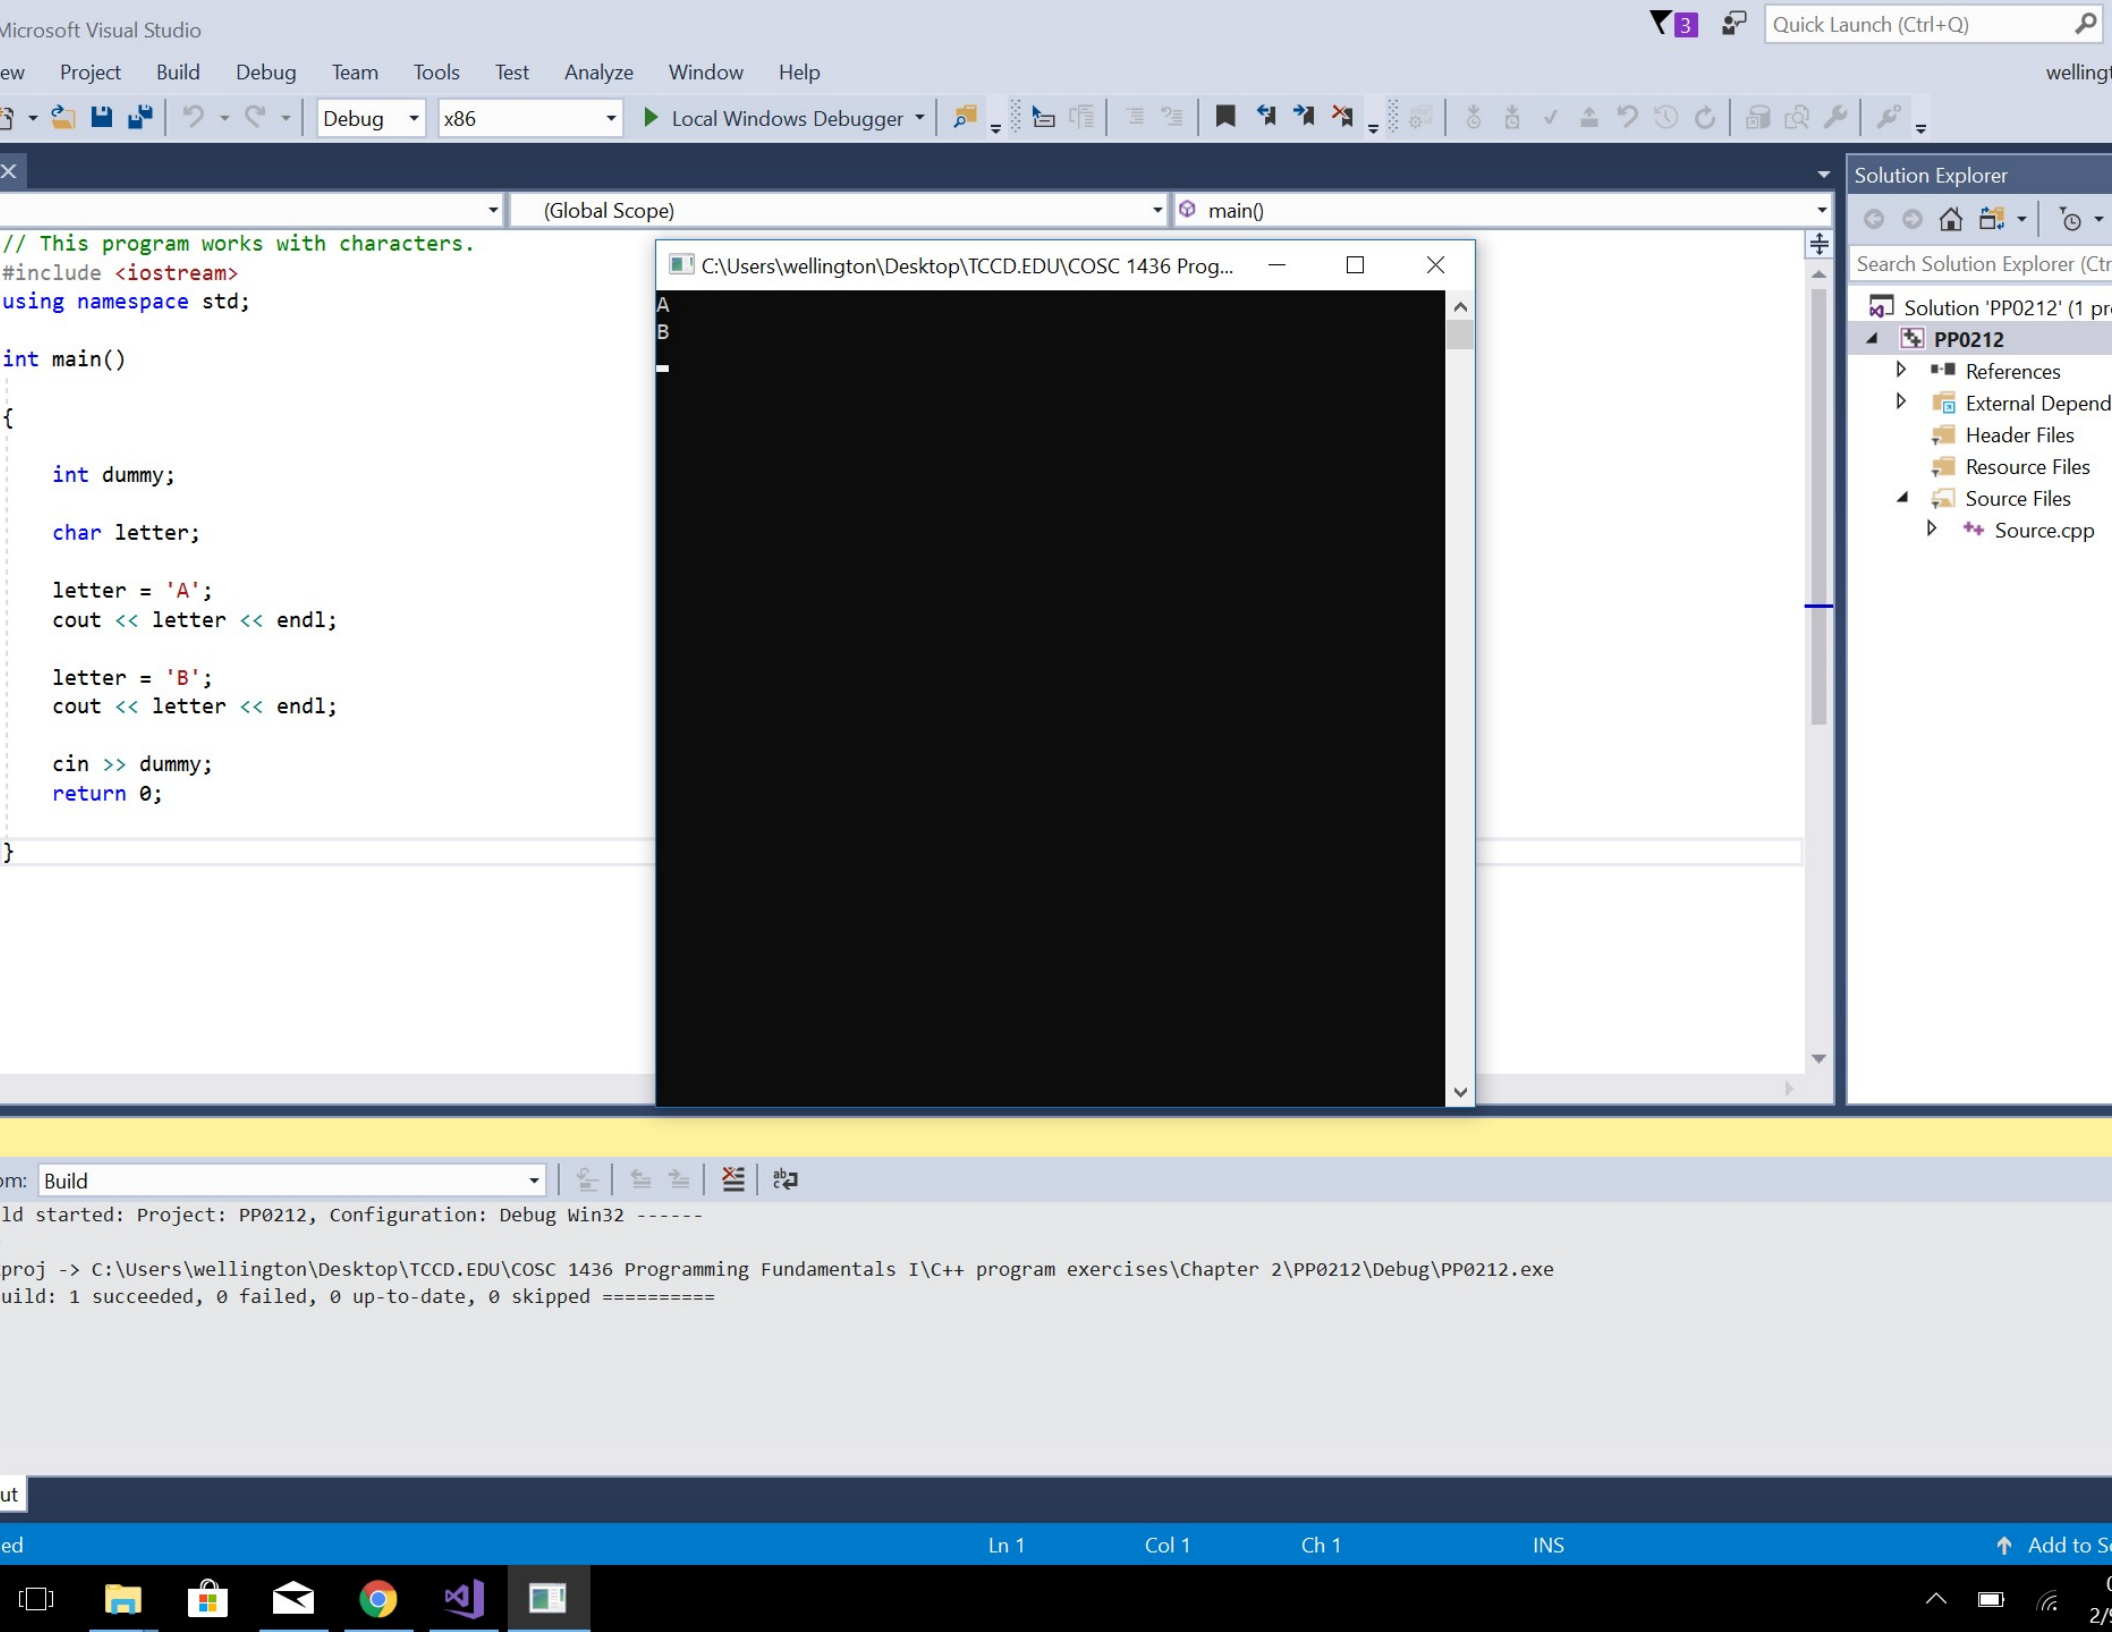 Microsoft Visual Studio
3
Quick Launch (Ctrl+Q)
ew Project Build Debug Team Tools Test Analyze Window Help
wellingt
Debug x86 Local Windows Debugger
(Global Scope)
main()
// This program works with characters.
#include <iostream>
using namespace std;
int main()
{
int dummy;
char letter;
letter = 'A';
cout << letter << endl;
letter = 'B';
cout << letter << endl;
cin >> dummy;
return 0;
}
C:\Users\wellington\Desktop\TCCD.EDU\COSC 1436 Prog...
A
B
Solution Explorer
Search Solution Explorer (Ctr
Solution 'PP0212' (1 pr
PP0212
References
External Depend
Header Files
Resource Files
Source Files
Source.cpp
om: Build
ld started: Project: PP0212, Configuration: Debug Win32 ------
proj -> C:\Users\wellington\Desktop\TCCD.EDU\COSC 1436 Programming Fundamentals I\C++ program exercises\Chapter 2\PP0212\Debug\PP0212.exe
uild: 1 succeeded, 0 failed, 0 up-to-date, 0 skipped ==========
ut
ed
Ln 1 Col 1 Ch 1 INS
Add to S
2/